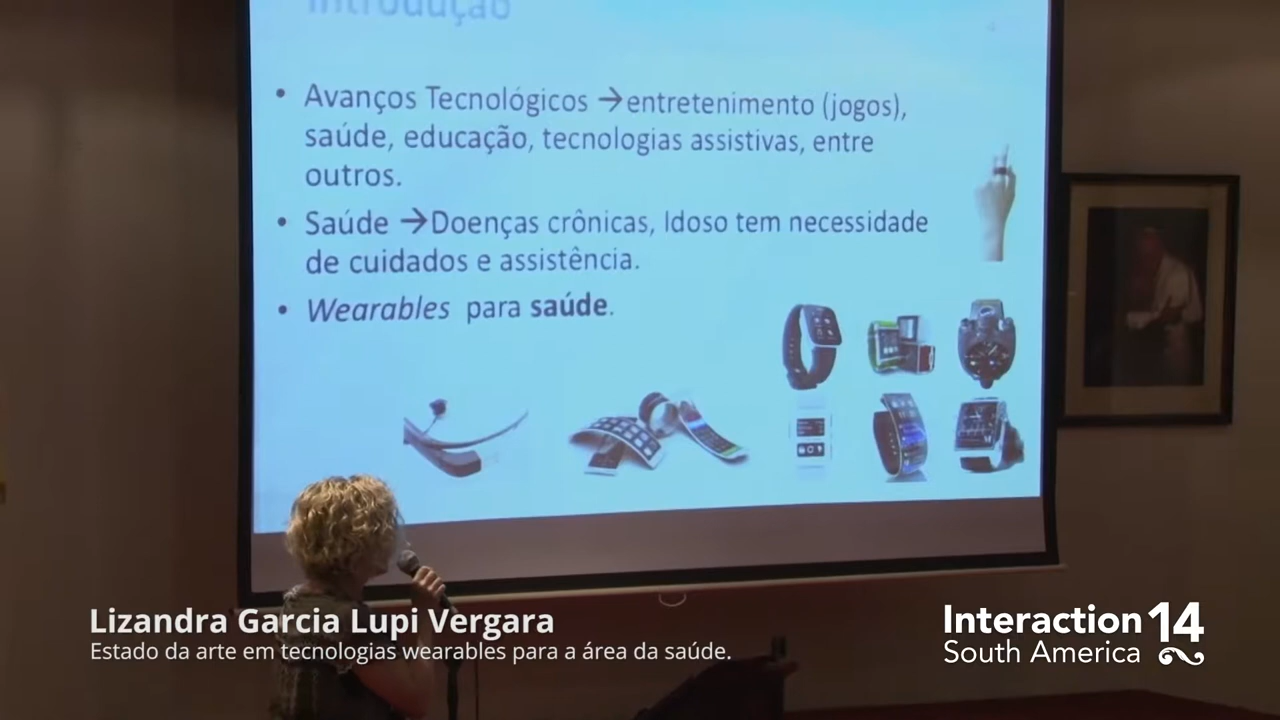 Introdução
• Avanços Tecnológicos →entretenimento (jogos),
saúde, educação, tecnologias assistivas, entre
outros.
• Saúde →Doenças crônicas, Idoso tem necessidade
de cuidados e assistência.
• Wearables para saúde.
Lizandra Garcia Lupi Vergara
Estado da arte em tecnologias wearables para a área da saúde.
Interaction 14
South America